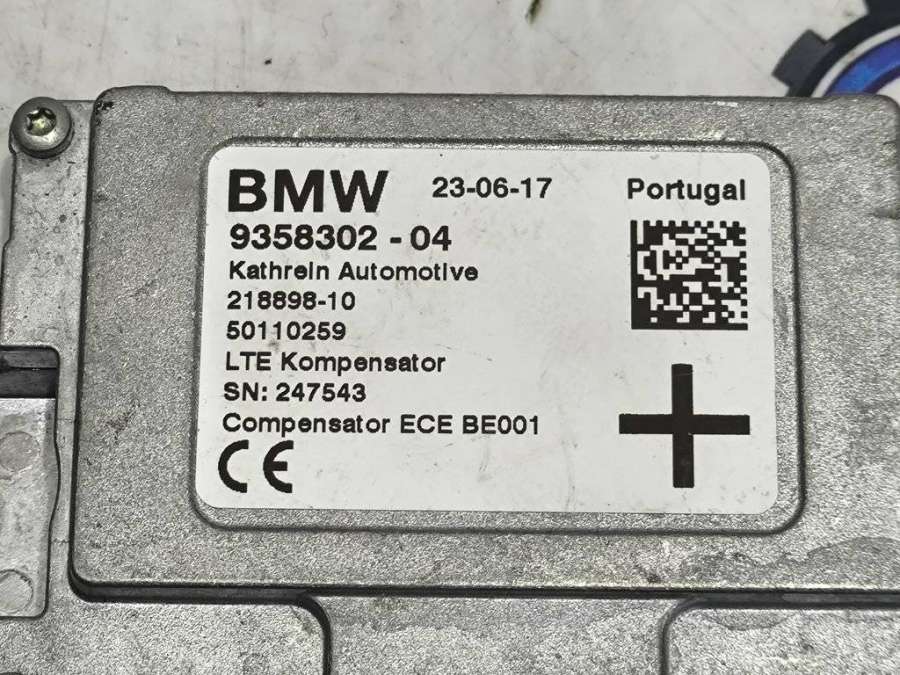 BMW 23-06-17 Portugal
9358302 - 04
Kathrein Automotive
218898-10
50110259
LTE Kompensator
SN: 247543
Compensator ECE BE001
CE